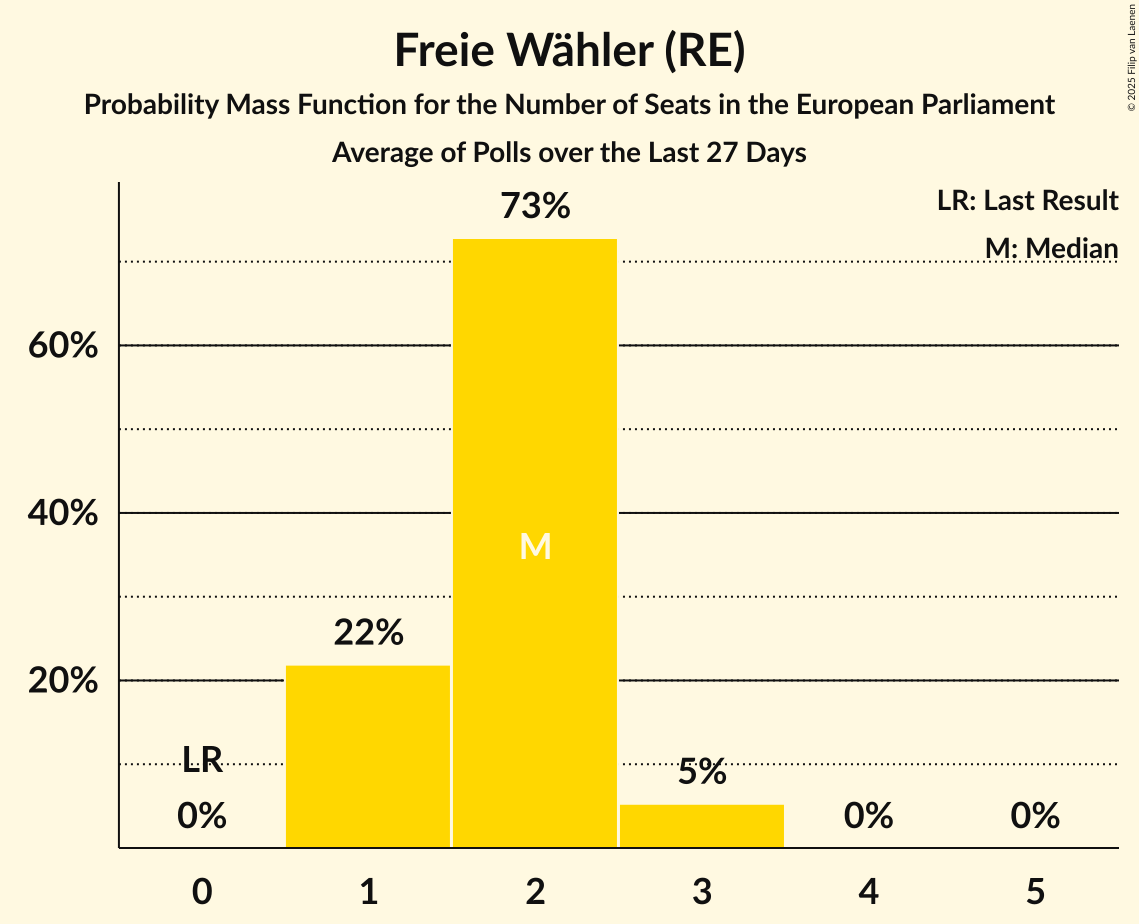 Freie Wähler (RE)
Probability Mass Function for the Number of Seats in the European Parliament
Average of Polls over the Last 27 Days
© 2025 Filip van Laenen
LR: Last Result
M: Median
73%
60%
40%
M
22%
20%
LR
5%
0%
0%
0%
0 1 2 3 4 5